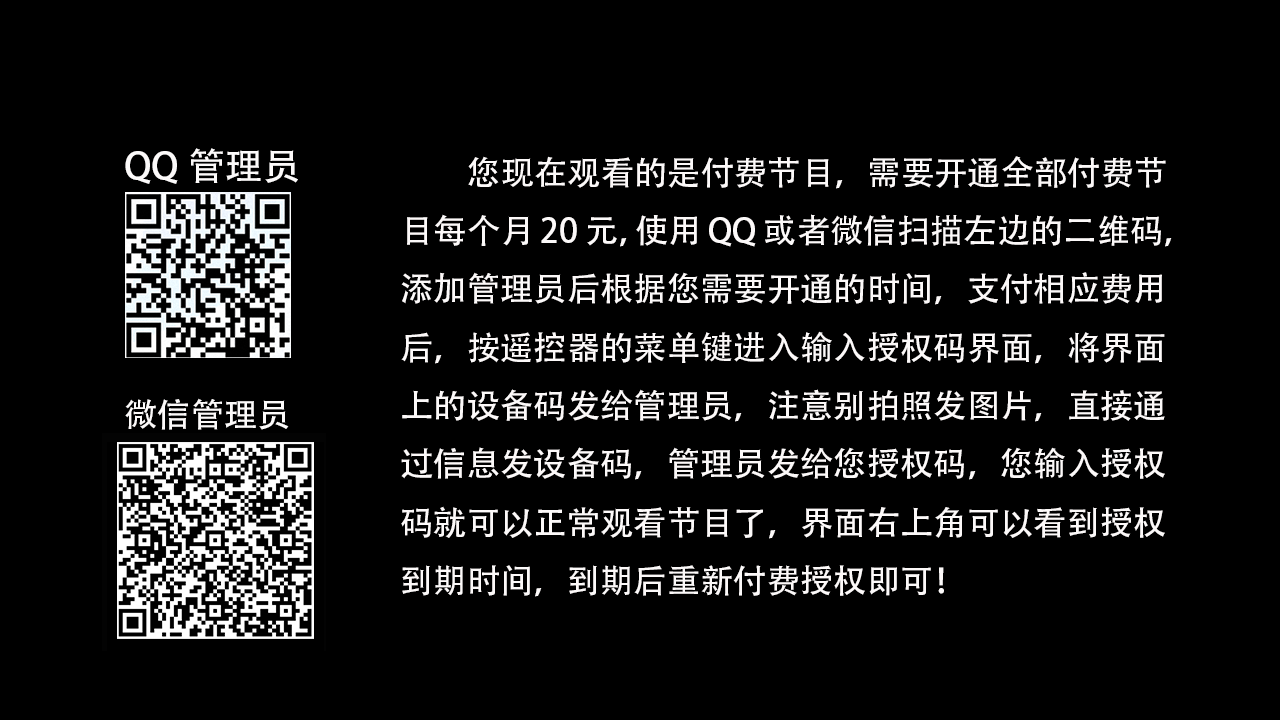 QQ 管理员
微信管理员
您现在观看的是付费节目，需要开通全部付费节
目每个月 20 元, 使用 QQ 或者微信扫描左边的二维码,
添加管理员后根据您需要开通的时间，支付相应费用
后，按遥控器的菜单键进入输入授权码界面，将界面
上的设备码发给管理员，注意别拍照发图片，直接通
过信息发设备码，管理员发给您授权码，您输入授权
码就可以正常观看节目了，界面右上角可以看到授权
到期时间，到期后重新付费授权即可！